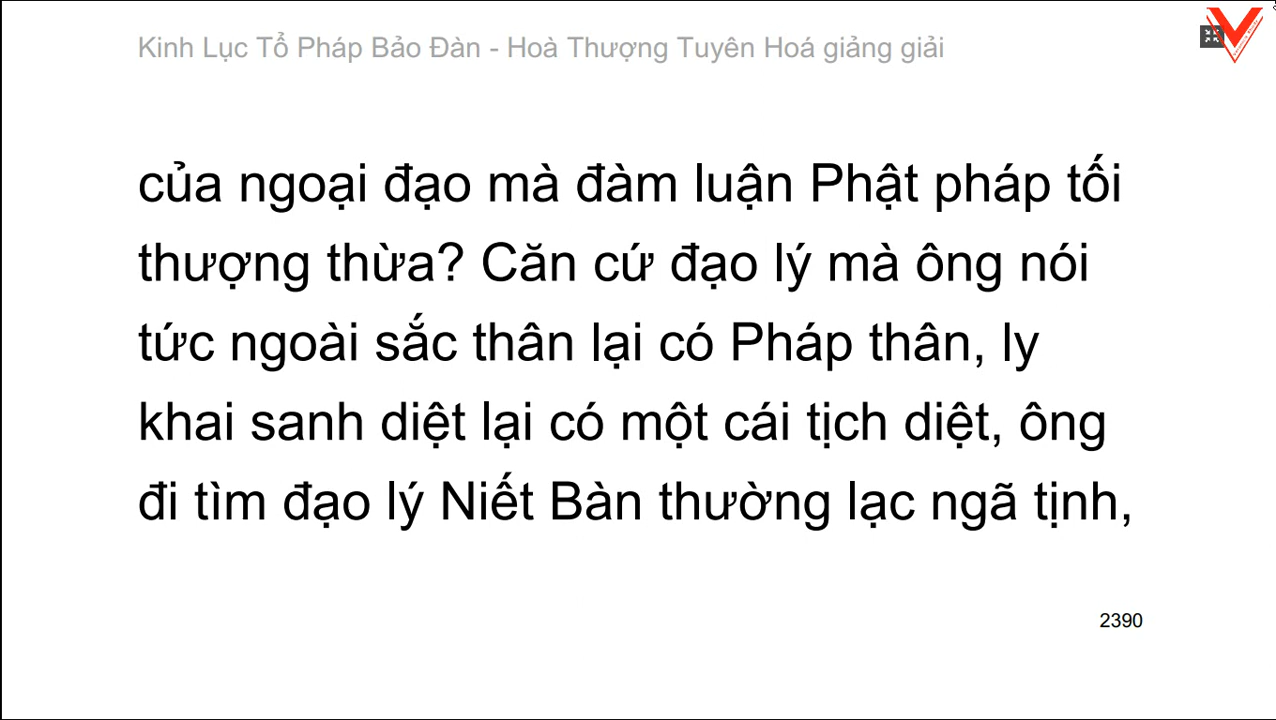 Kinh Lục Tổ Pháp Bảo Đàn - Hoà Thượng Tuyên Hoá giảng giải
của ngoại đạo mà đàm luận Phật pháp tối
thượng thừa? Căn cứ đạo lý mà ông nói
tức ngoài sắc thân lại có Pháp thân, ly
khai sanh diệt lại có một cái tịch diệt, ông
đi tìm đạo lý Niết Bàn thường lạc ngã tịnh,
2390